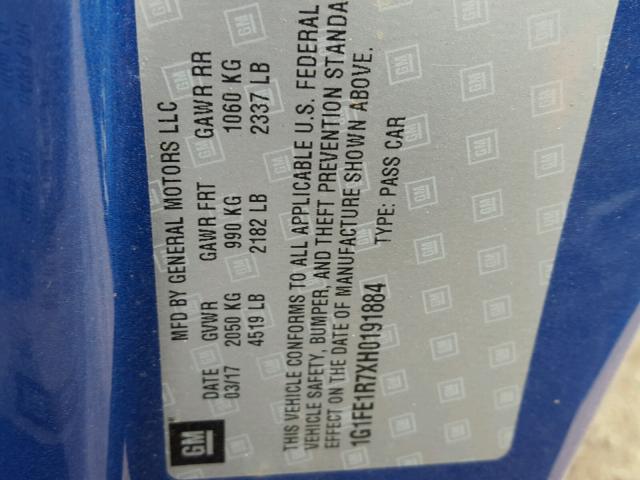 GM
MFD BY GENERAL MOTORS LLC
DATE GVWR GAWR FRT GAWR RR
03/17 2050 KG 990 KG 1060 KG
4519 LB 2182 LB 2337 LB
THIS VEHICLE CONFORMS TO ALL APPLICABLE U.S. FEDERAL
VEHICLE SAFETY, BUMPER, AND THEFT PREVENTION STANDA
EFFECT ON THE DATE OF MANUFACTURE SHOWN ABOVE.
1G1FE1R7XH0191884 TYPE: PASS CAR